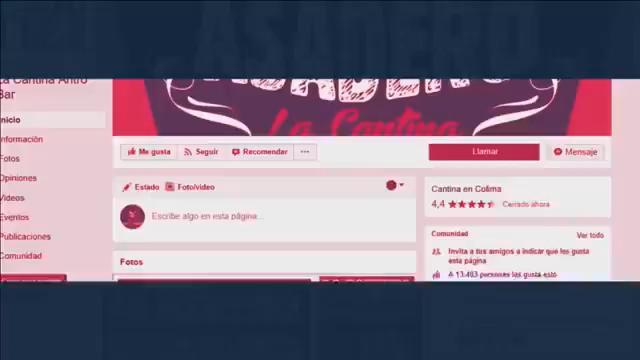 ASADERO
La Cantina Antro
Bar
La Cantina
Inicio
Información
Fotos
Opiniones
Videos
Eventos
Publicaciones
Comunidad
Me gusta
Seguir
Recomendar
...
Llamar
Mensaje
Estado
Foto/video
Escribe algo en esta página...
Fotos
Cantina en Colima
4,4 ★★★★★ Cerrado ahora
Comunidad
Ver todo
Invita a tus amigos a indicar que les gusta
esta página
A 13.483 personas les gusta esto